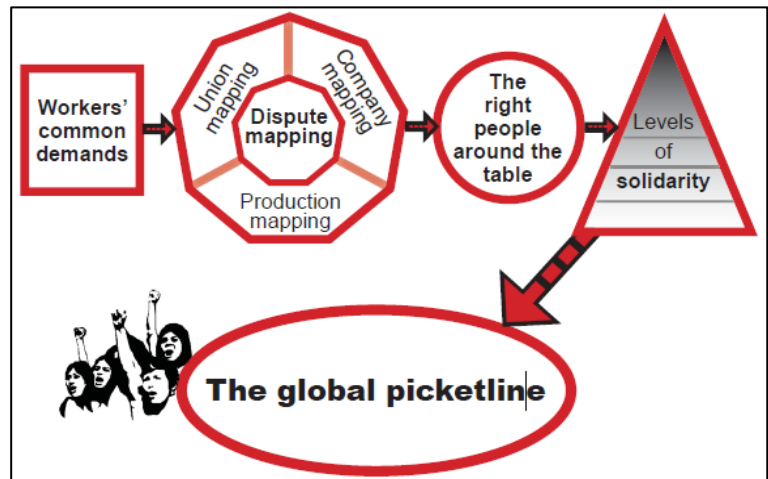 Workers'
common
demands
Union
mapping
Company
mapping
Dispute
mapping
Production
mapping
The
right
people
around the
table
Levels
of
solidarity
The global picketline